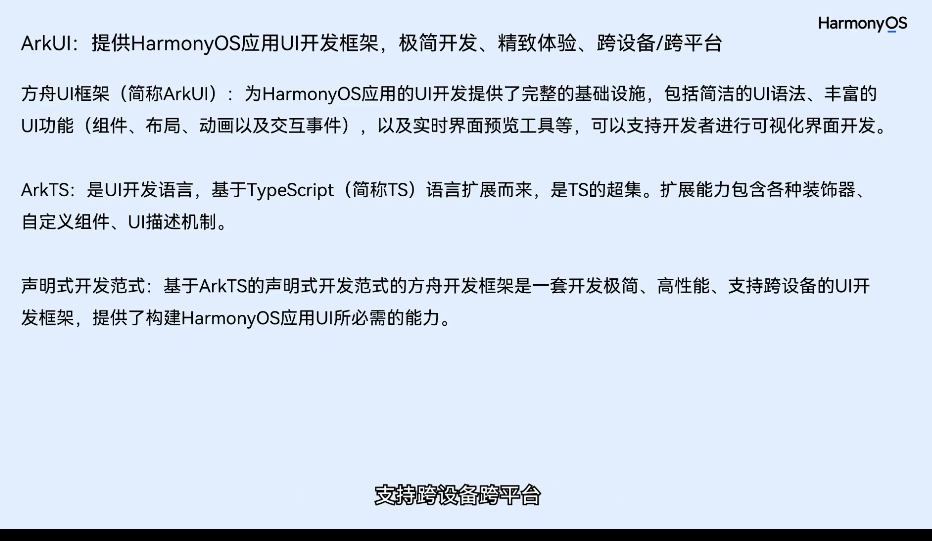 HarmonyOS
ArkUI：提供HarmonyOS应用UI开发框架，极简开发、精致体验、跨设备/跨平台
方舟UI框架（简称ArkUI）：为HarmonyOS应用的UI开发提供了完整的基础设施，包括简洁的UI语法、丰富的
UI功能（组件、布局、动画以及交互事件），以及实时界面预览工具等，可以支持开发者进行可视化界面开发。
ArkTS：是UI开发语言，基于TypeScript（简称TS）语言扩展而来，是TS的超集。扩展能力包含各种装饰器、
自定义组件、UI描述机制。
声明式开发范式：基于ArkTS的声明式开发范式的方舟开发框架是一套开发极简、高性能、支持跨设备的UI开
发框架，提供了构建HarmonyOS应用UI所必需的能力。
支持跨设备跨平台